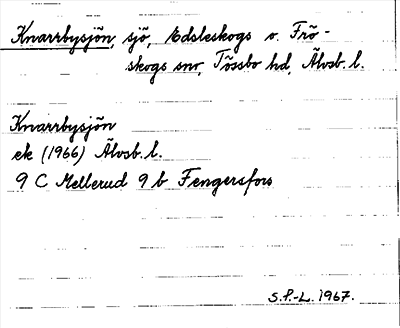 Knarrbysjön, sjö, Edsleskogs o. Frö-
skogs snr, Tössbo hd, Älvsb. l.
Knarrbysjön
ek (1966) Älvsb. l.
9 C Mellerud 9 b Fengersfors
S.P.-L. 1967.